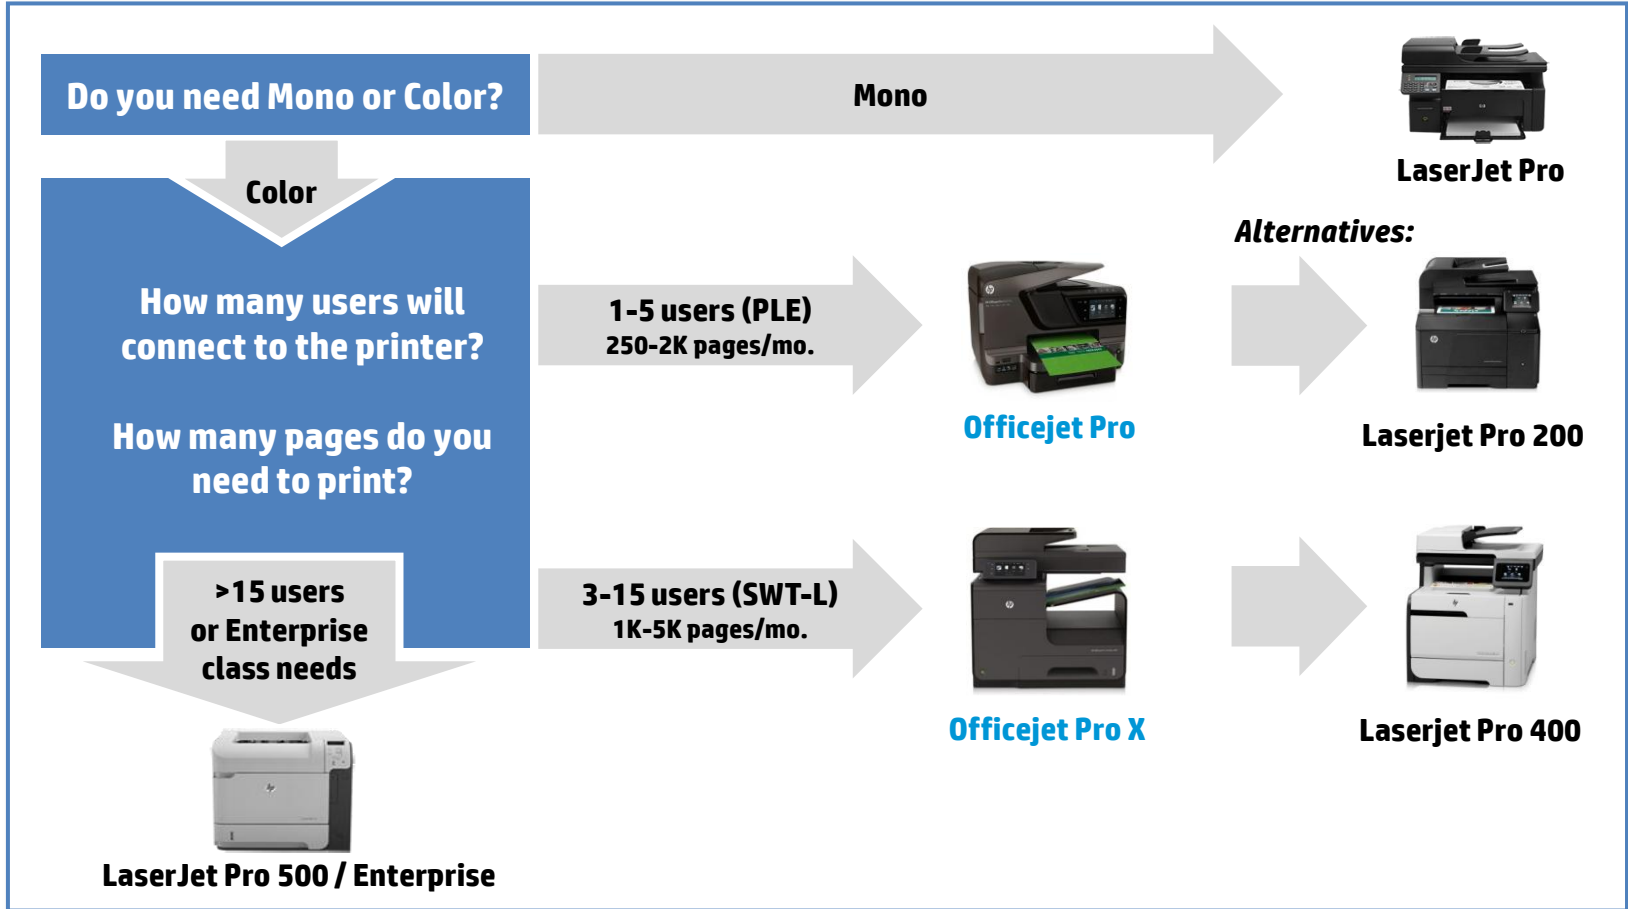 Do you need Mono or Color?
Mono
LaserJet Pro
Color
Alternatives:
How many users will
connect to the printer?
How many pages do you
need to print?
1-5 users (PLE)
250-2K pages/mo.
Officejet Pro
Laserjet Pro 200
>15 users
or Enterprise
class needs
3-15 users (SWT-L)
1K-5K pages/mo.
Officejet Pro X
Laserjet Pro 400
LaserJet Pro 500 / Enterprise